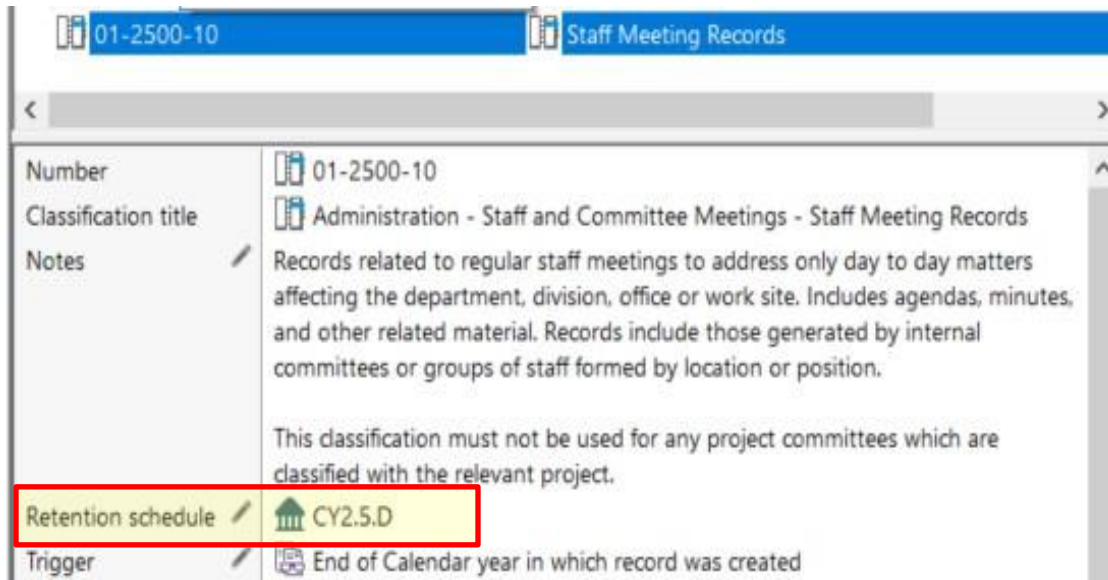 01-2500-10 Staff Meeting Records
Number 01-2500-10
Classification title Administration - Staff and Committee Meetings - Staff Meeting Records
Notes Records related to regular staff meetings to address only day to day matters
affecting the department, division, office or work site. Includes agendas, minutes,
and other related material. Records include those generated by internal
committees or groups of staff formed by location or position.
This classification must not be used for any project committees which are
classified with the relevant project.
Retention schedule CY2.5.D
Trigger End of Calendar year in which record was created